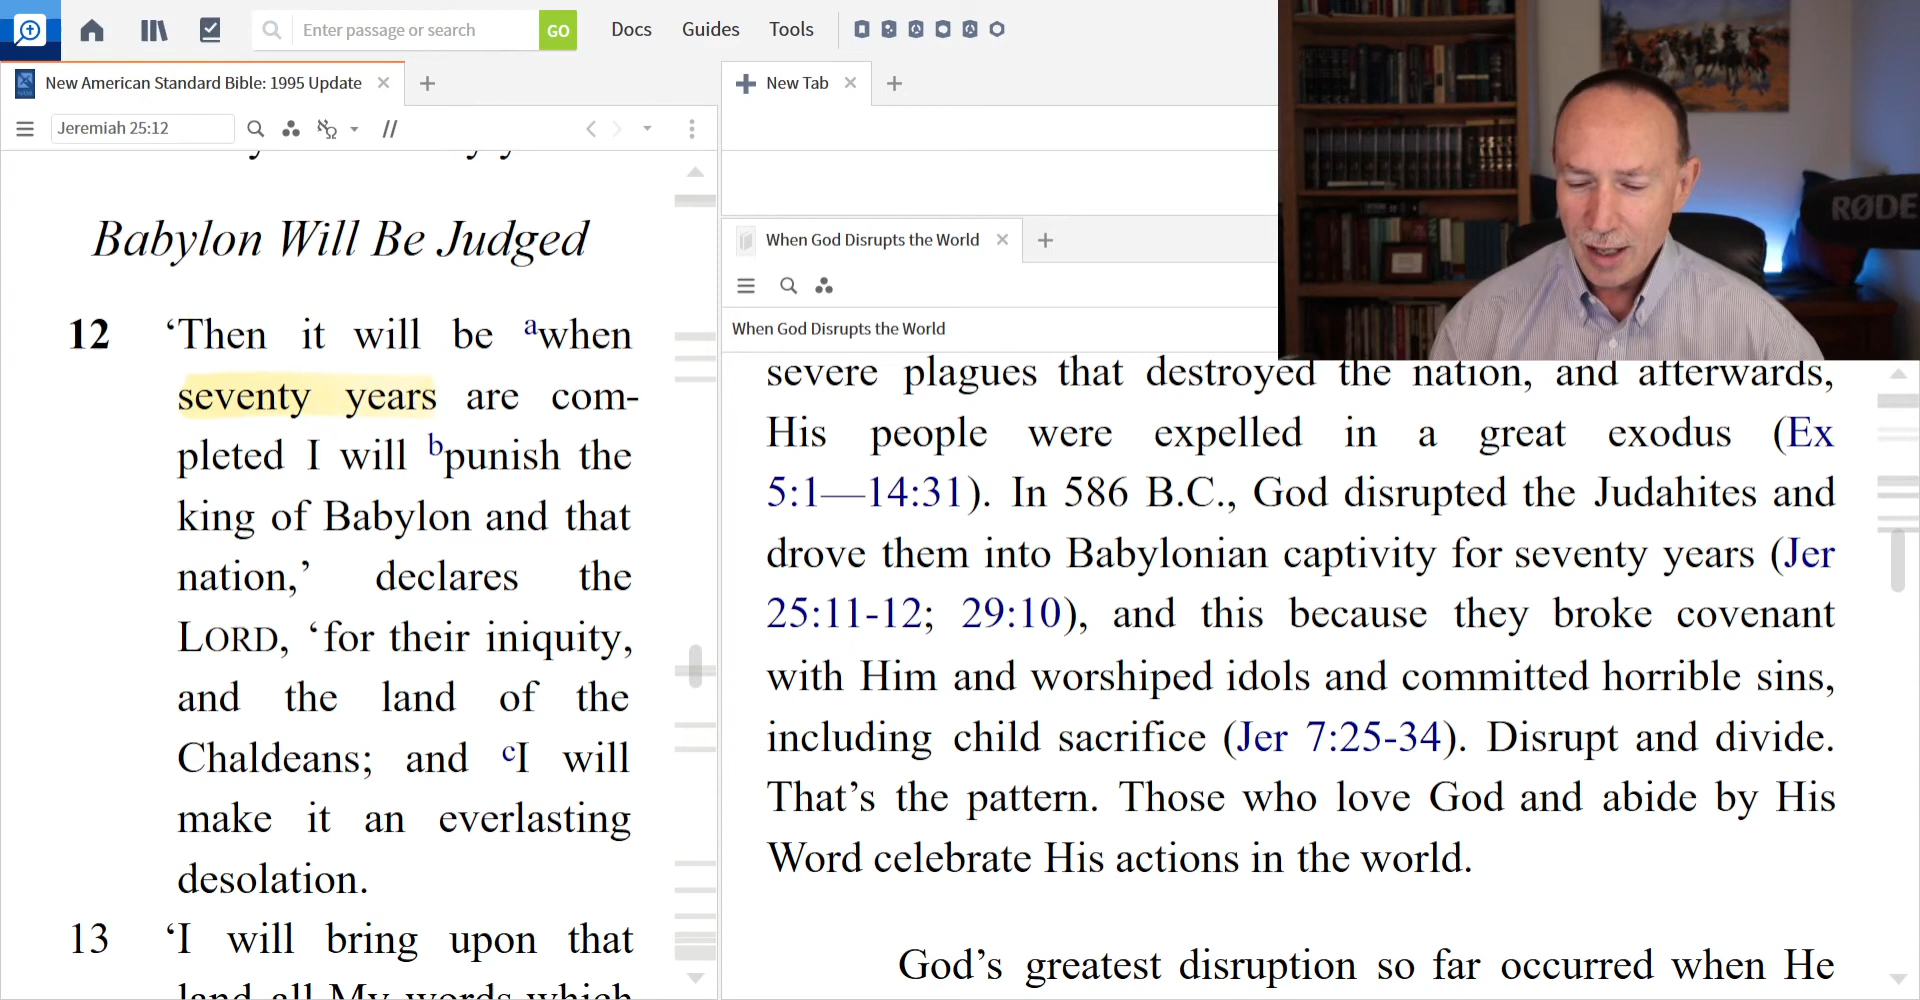 Enter passage or search
GO
Docs
Guides
Tools
New American Standard Bible: 1995 Update
New Tab
Jeremiah 25:12
Babylon Will Be Judged
12 ‘Then it will be ᵃwhen
seventy years are com-
pleted I will ᵇpunish the
king of Babylon and that
nation,’ declares the
LORD, ‘for their iniquity,
and the land of the
Chaldeans; and ᶜI will
make it an everlasting
desolation.
13 ‘I will bring upon that
land all My words which
When God Disrupts the World
When God Disrupts the World
severe plagues that destroyed the nation, and afterwards,
His people were expelled in a great exodus (Ex
5:1—14:31). In 586 B.C., God disrupted the Judahites and
drove them into Babylonian captivity for seventy years (Jer
25:11-12; 29:10), and this because they broke covenant
with Him and worshiped idols and committed horrible sins,
including child sacrifice (Jer 7:25-34). Disrupt and divide.
That’s the pattern. Those who love God and abide by His
Word celebrate His actions in the world.
God’s greatest disruption so far occurred when He
RØDE